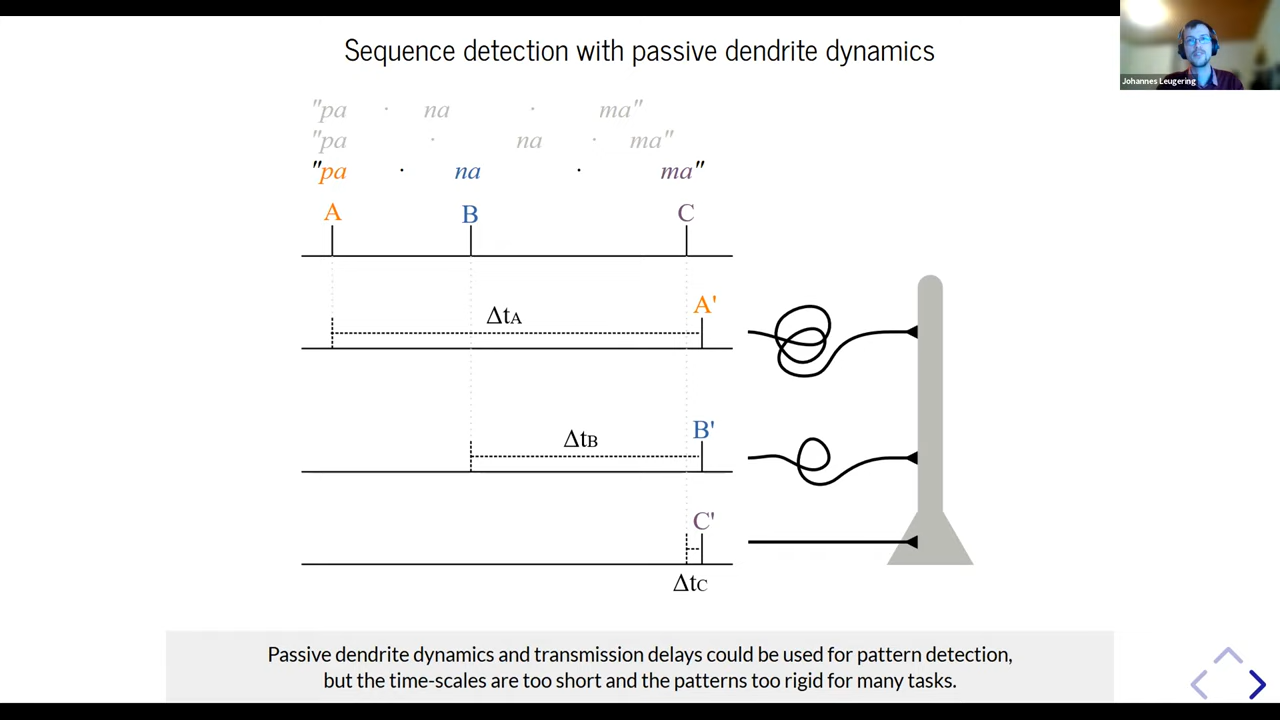 Sequence detection with passive dendrite dynamics
Johannes Leugering
"pa · na · ma"
"pa · na · ma"
"pa · na · ma"
A B C
A'
ΔtA
B'
ΔtB
C'
ΔtC
Passive dendrite dynamics and transmission delays could be used for pattern detection,
but the time-scales are too short and the patterns too rigid for many tasks.